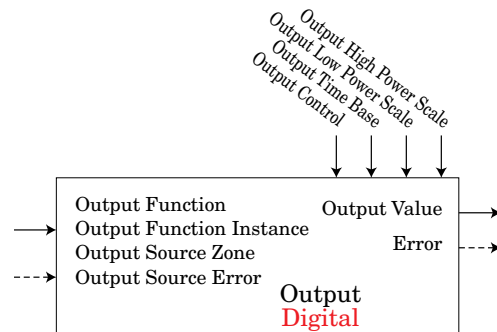 Output High Power Scale
Output Low Power Scale
Output Time Base
Output Control
Output Function
Output Function Instance
Output Source Zone
Output Source Error
Output Value
Error
Output
Digital